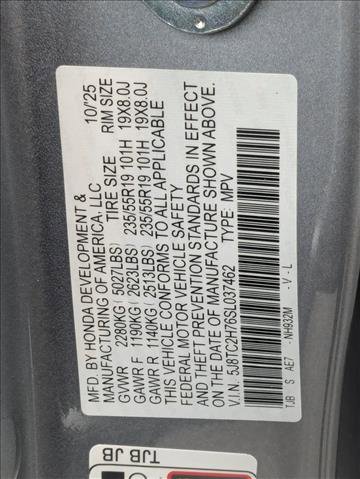 MFD. BY HONDA DEVELOPMENT &
MANUFACTURING OF AMERICA, LLC 10/25
TIRE SIZE RIM SIZE
GVWR 2280KG ( 5027LBS)
GAWR F 1190KG ( 2623LBS) 235/55R19 101H 19X8.0J
GAWR R 1140KG ( 2513LBS) 235/55R19 101H 19X8.0J
THIS VEHICLE CONFORMS TO ALL APPLICABLE
FEDERAL MOTOR VEHICLE SAFETY
AND THEFT PREVENTION STANDARDS IN EFFECT
ON THE DATE OF MANUFACTURE SHOWN ABOVE.
V.I.N. 5J8TC2H76SL037462 TYPE: MPV
TJB S AE7 - NH932M - V - L
TJB JB